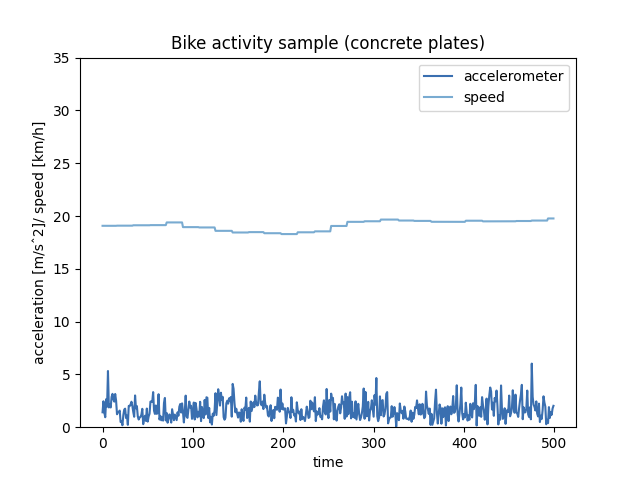 Bike activity sample (concrete plates)
accelerometer
speed
acceleration [m/s^2]/ speed [km/h]
35
30
25
20
15
10
5
0
0 100 200 300 400 500
time